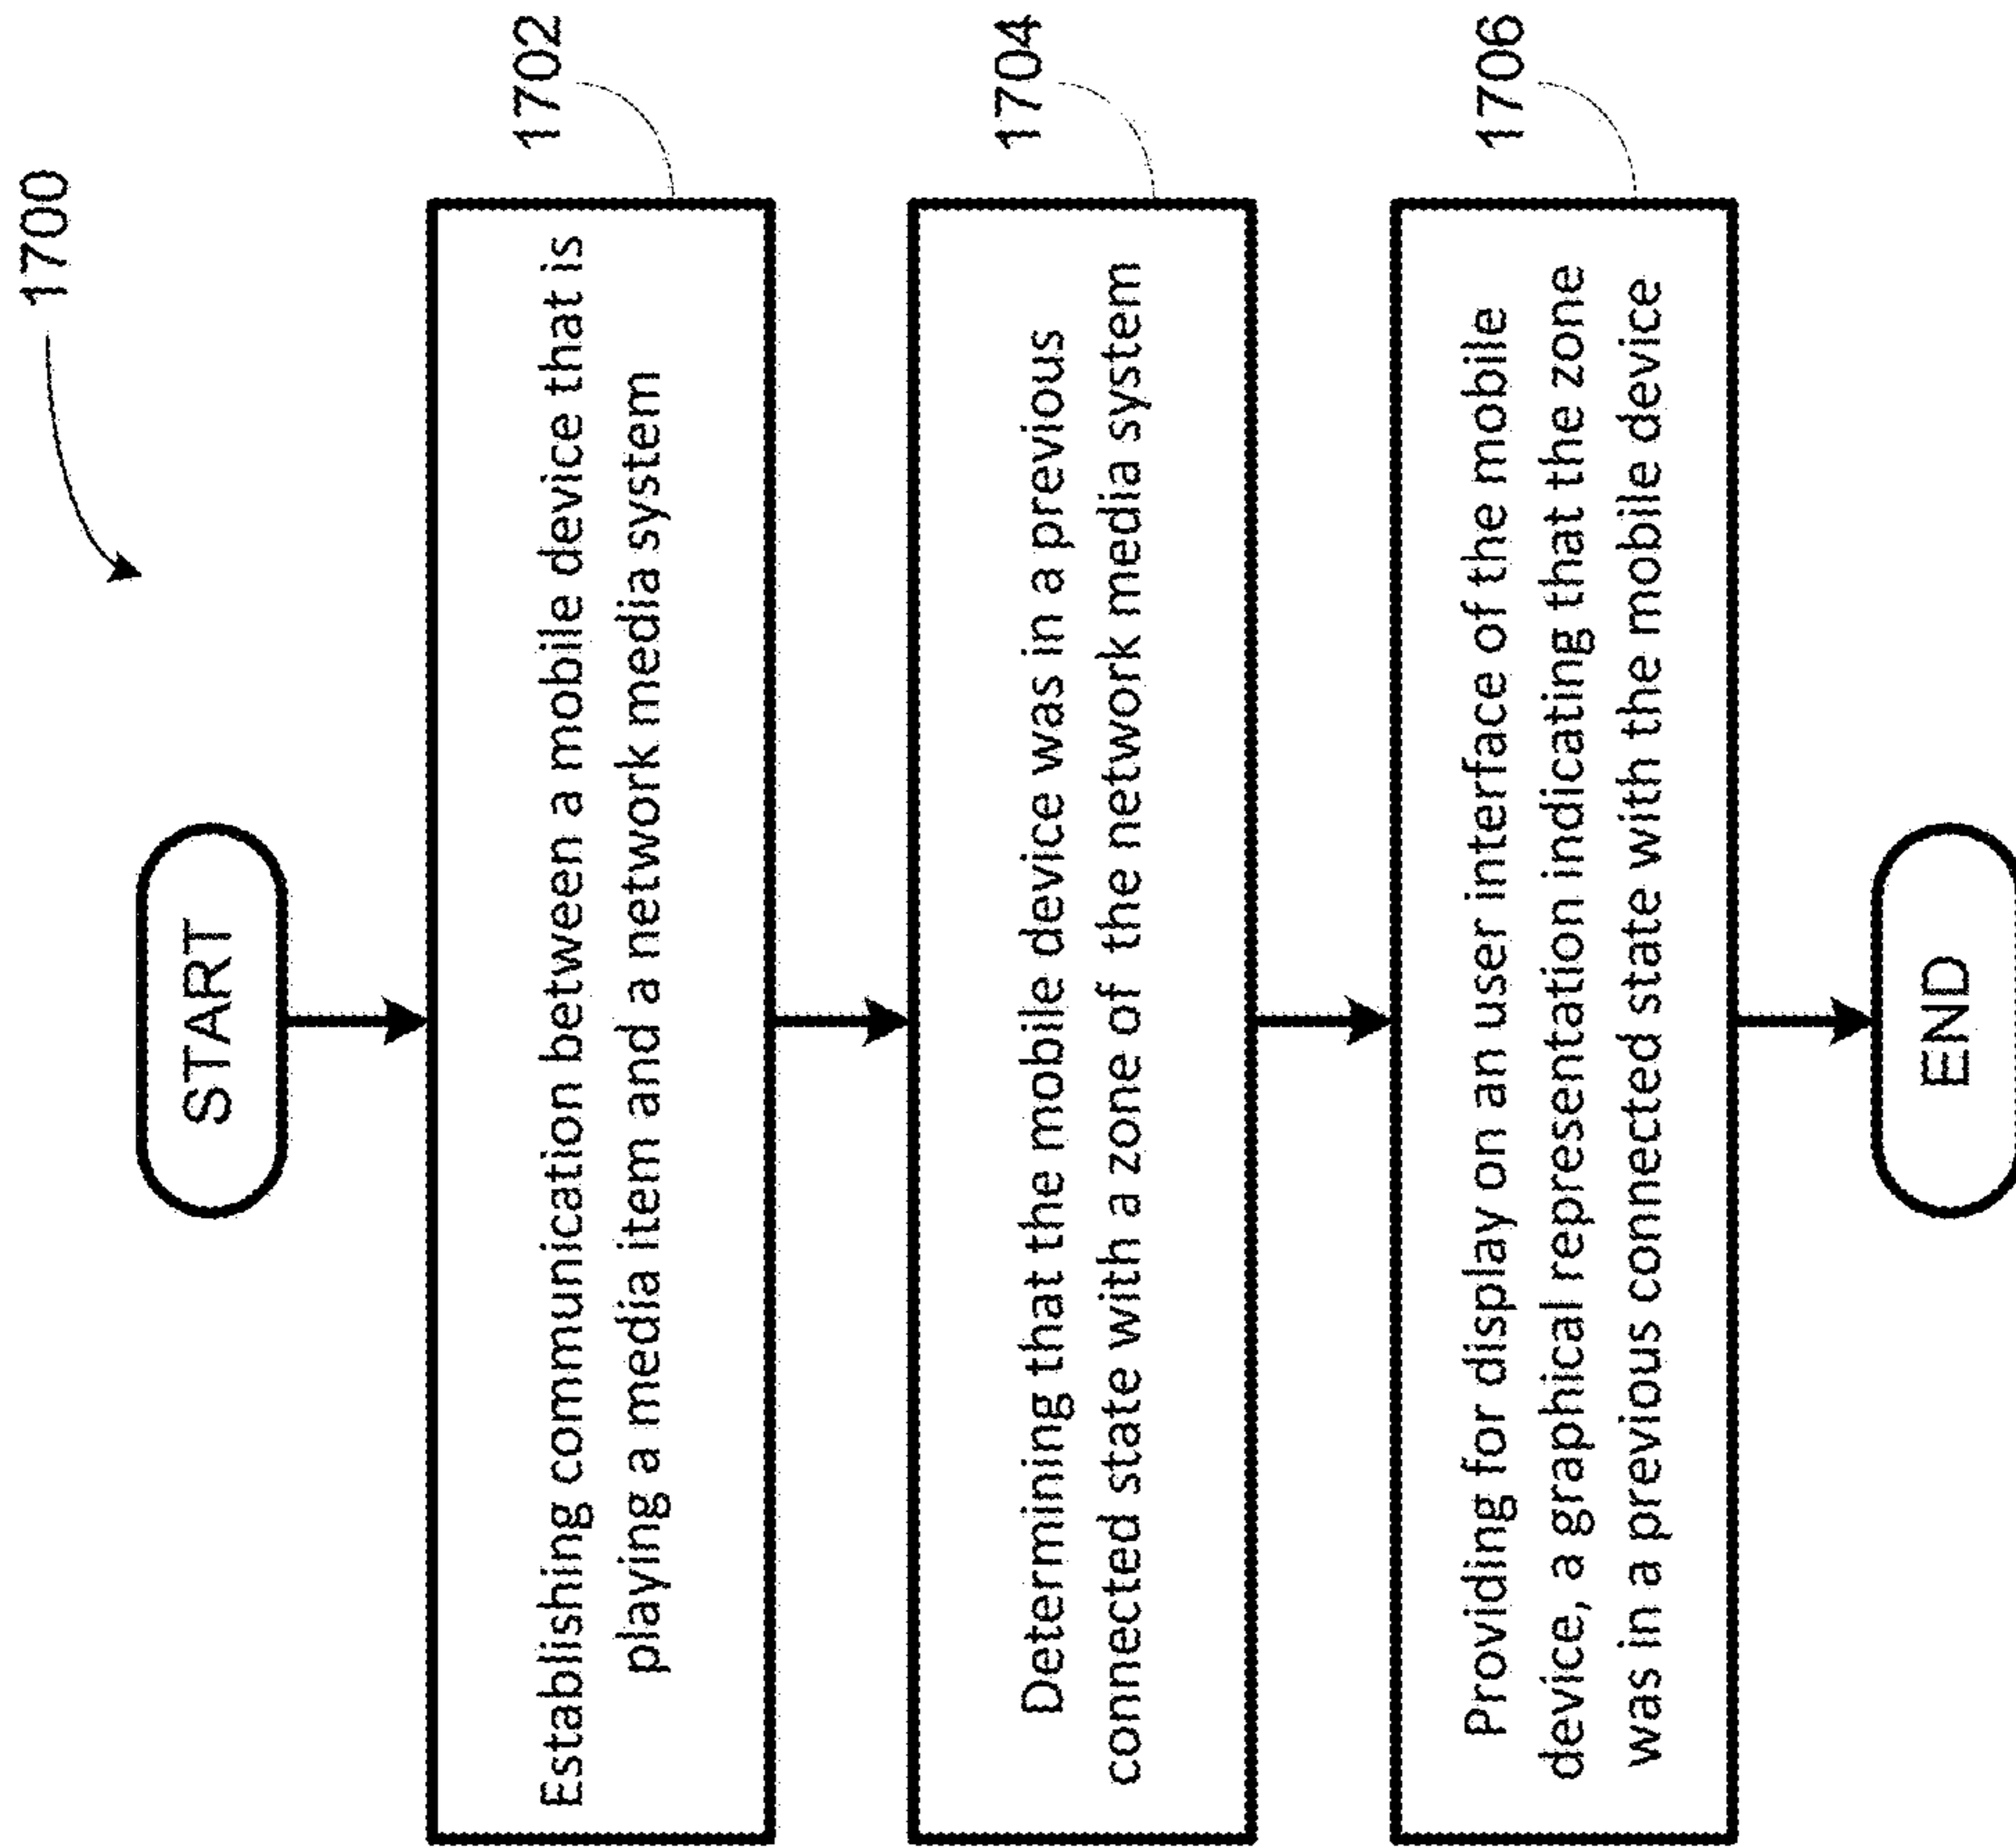 1700
START
Establishing communication between a mobile device that is
playing a media item and a network media system
1702
Determining that the mobile device was in a previous
connected state with a zone of the network media system
1704
Providing for display on an user interface of the mobile
device, a graphical representation indicating that the zone
was in a previous connected state with the mobile device
1706
END